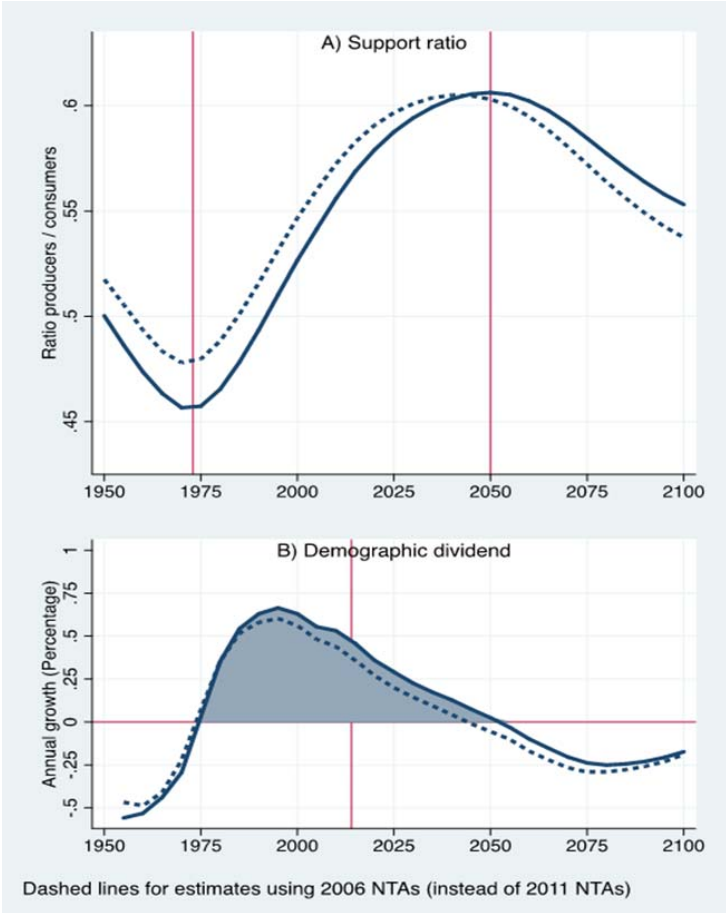 A) Support ratio
Ratio producers / consumers
.6
.55
.5
.45
1950 1975 2000 2025 2050 2075 2100
B) Demographic dividend
Annual growth (Percentage)
1
.75
.5
.25
0
-.25
-.5
1950 1975 2000 2025 2050 2075 2100
Dashed lines for estimates using 2006 NTAs (instead of 2011 NTAs)